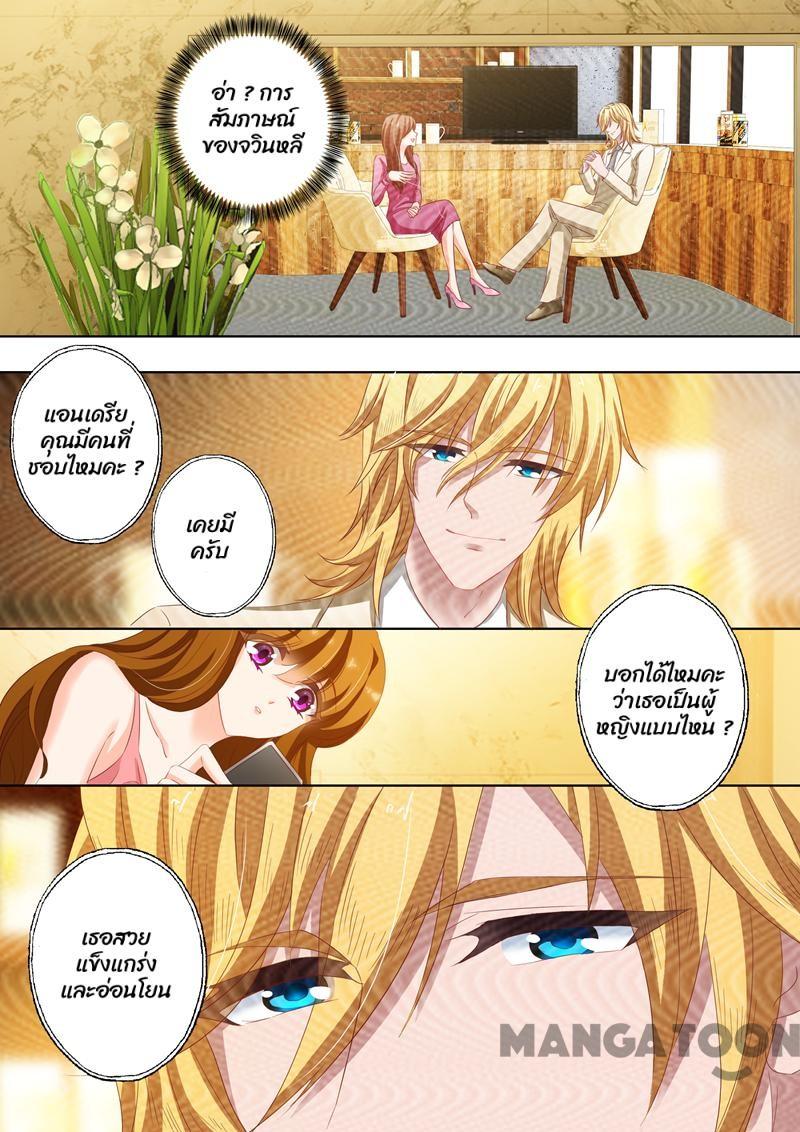 อ่า ? การ
สัมภาษณ์
ของจวินหลี
แอนเดรีย
คุณมีคนที่
ชอบไหมคะ ?
เคยมี
ครับ
บอกได้ไหมคะ
ว่าเธอเป็นผู้
หญิงแบบไหน ?
เธอสวย
แข็งแกร่ง
และอ่อนโยน
MANGATOON